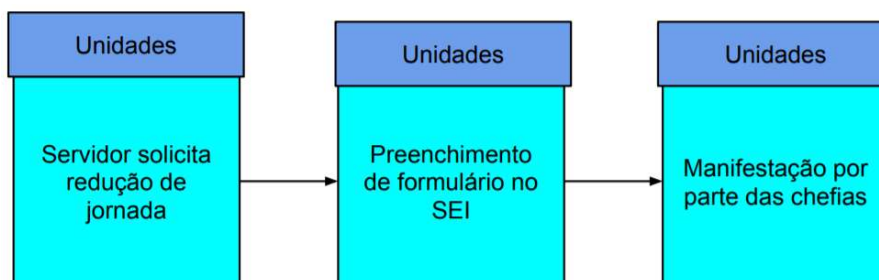 Unidades
Servidor solicita
redução de
jornada
Unidades
Preenchimento
de formulário no
SEI
Unidades
Manifestação por
parte das chefias